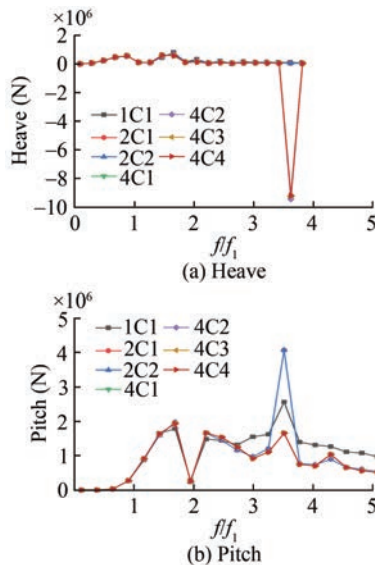 ×10⁶
2
0
−2
−4
−6
−8
−10
Heave (N)
1C1 4C2
2C1 4C3
2C2 4C4
4C1
0 1 2 3 4 5
f/f₁
(a) Heave
×10⁶
5
4
3
2
1
0
Pitch (N)
1C1 4C2
2C1 4C3
2C2 4C4
4C1
0 1 2 3 4 5
f/f₁
(b) Pitch